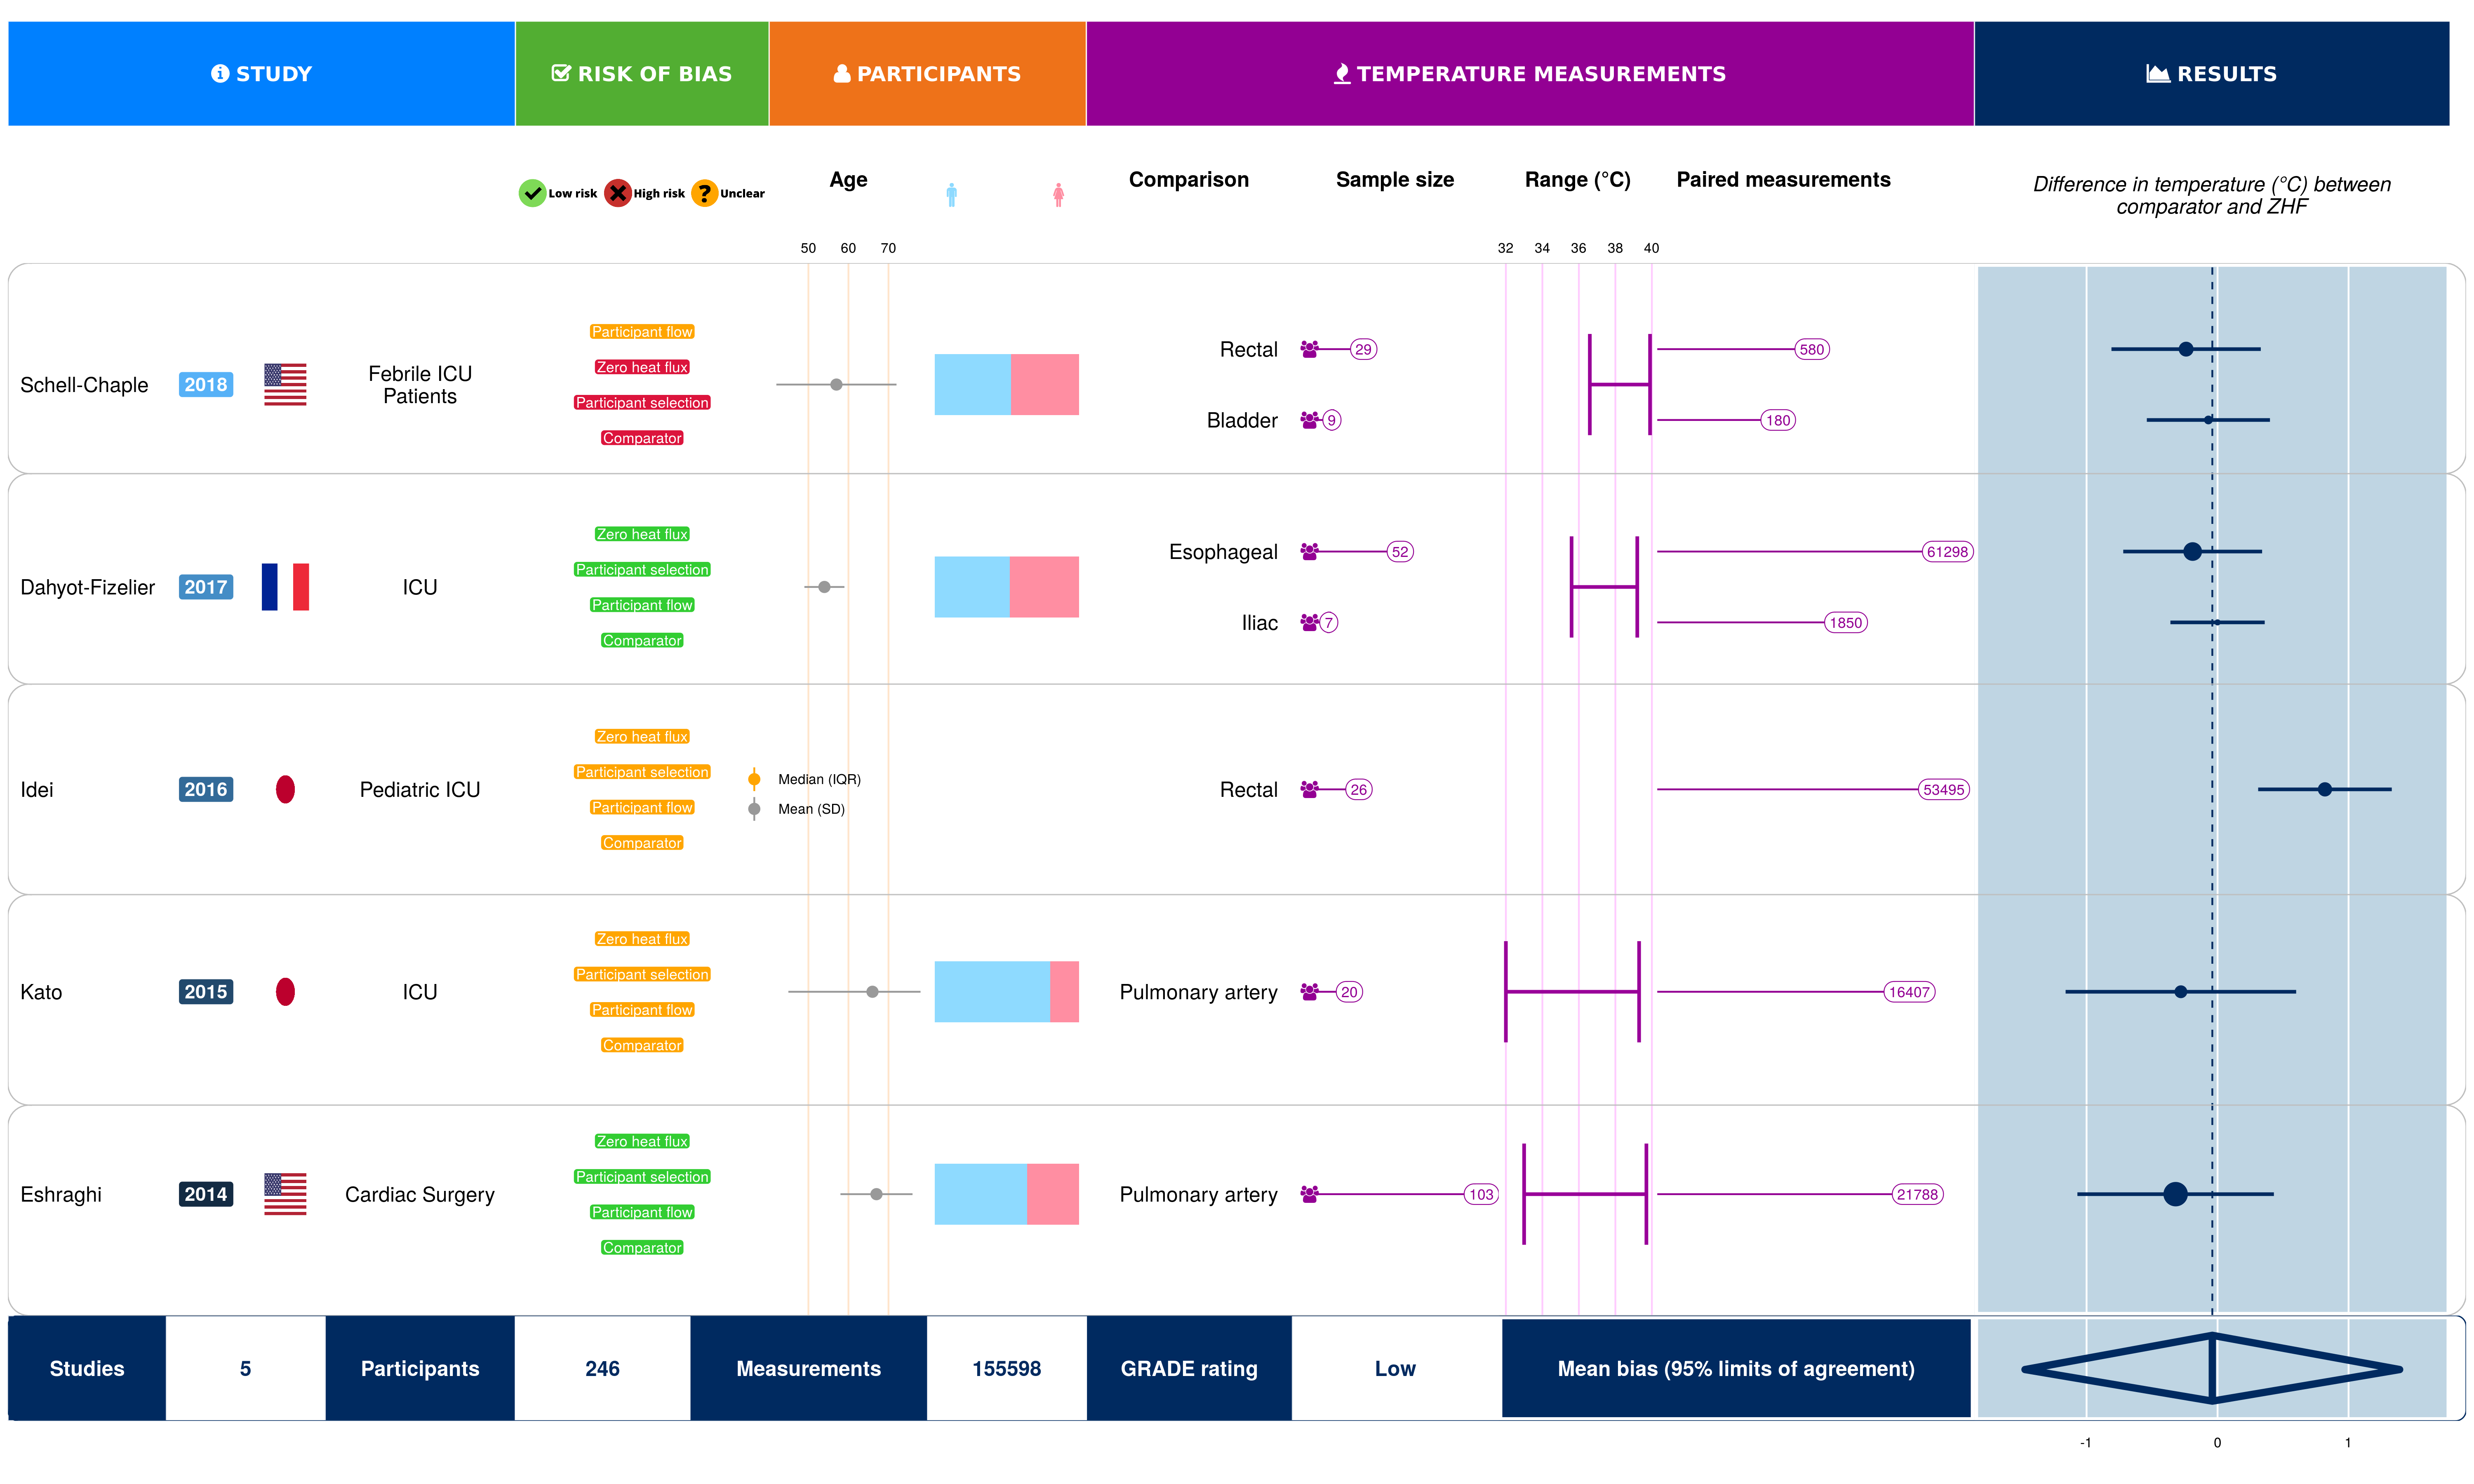 STUDY
RISK OF BIAS
PARTICIPANTS
TEMPERATURE MEASUREMENTS
RESULTS
Low risk High risk Unclear
Age
Comparison
Sample size
Range (°C)
Paired measurements
Difference in temperature (°C) between
comparator and ZHF
50 60 70
32 34 36 38 40
Schell-Chaple
2018
Febrile ICU
Patients
Participant flow
Zero heat flux
Participant selection
Comparator
Rectal
29
580
Bladder
9
180
Dahyot-Fizelier
2017
ICU
Zero heat flux
Participant selection
Participant flow
Comparator
Esophageal
52
61298
Iliac
7
1850
Idei
2016
Pediatric ICU
Zero heat flux
Participant selection
Participant flow
Comparator
Median (IQR)
Mean (SD)
Rectal
26
53495
Kato
2015
ICU
Zero heat flux
Participant selection
Participant flow
Comparator
Pulmonary artery
20
16407
Eshraghi
2014
Cardiac Surgery
Zero heat flux
Participant selection
Participant flow
Comparator
Pulmonary artery
103
21788
Studies
5
Participants
246
Measurements
155598
GRADE rating
Low
Mean bias (95% limits of agreement)
-1 0 1